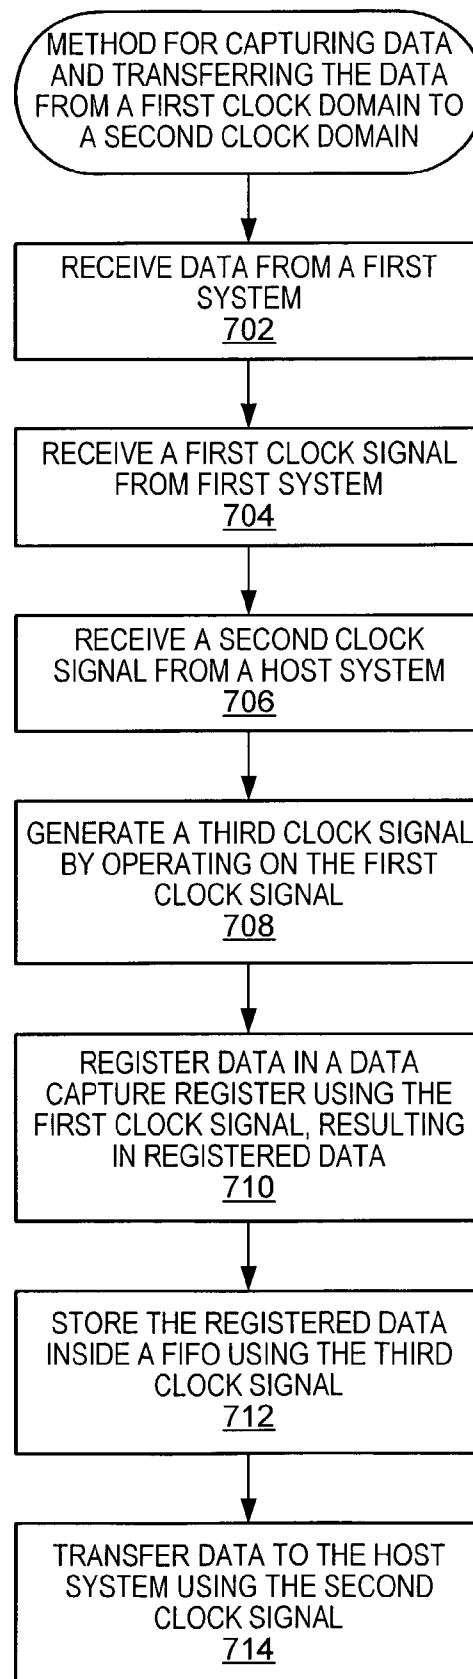 METHOD FOR CAPTURING DATA
AND TRANSFERRING THE DATA
FROM A FIRST CLOCK DOMAIN TO
A SECOND CLOCK DOMAIN
RECEIVE DATA FROM A FIRST
SYSTEM
702
RECEIVE A FIRST CLOCK SIGNAL
FROM FIRST SYSTEM
704
RECEIVE A SECOND CLOCK
SIGNAL FROM A HOST SYSTEM
706
GENERATE A THIRD CLOCK SIGNAL
BY OPERATING ON THE FIRST
CLOCK SIGNAL
708
REGISTER DATA IN A DATA
CAPTURE REGISTER USING THE
FIRST CLOCK SIGNAL, RESULTING
IN REGISTERED DATA
710
STORE THE REGISTERED DATA
INSIDE A FIFO USING THE THIRD
CLOCK SIGNAL
712
TRANSFER DATA TO THE HOST
SYSTEM USING THE SECOND
CLOCK SIGNAL
714